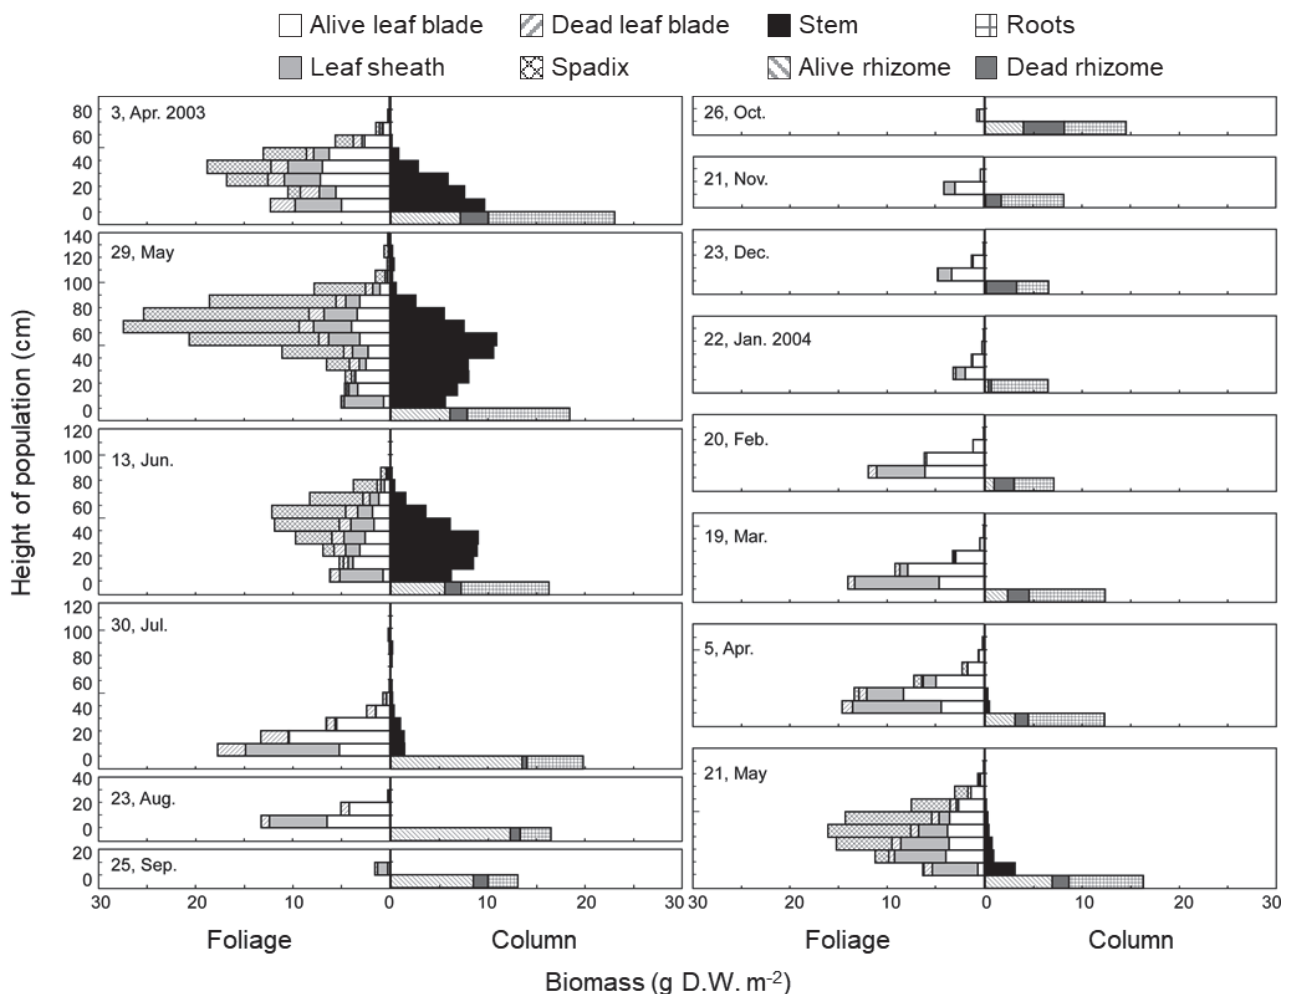 Alive leaf blade Dead leaf blade Stem Roots
Leaf sheath Spadix Alive rhizome Dead rhizome
Height of population (cm)
3, Apr. 2003
80
60
40
20
0
29, May
140
120
100
80
60
40
20
0
13, Jun.
120
100
80
60
40
20
0
30, Jul.
120
100
80
60
40
20
0
23, Aug.
40
20
0
25, Sep.
20
0
30 20 10 0 10 20 30
Foliage Column
26, Oct.
21, Nov.
23, Dec.
22, Jan. 2004
20, Feb.
19, Mar.
5, Apr.
21, May
30 20 10 0 10 20 30
Foliage Column
Biomass (g D.W. m-2)